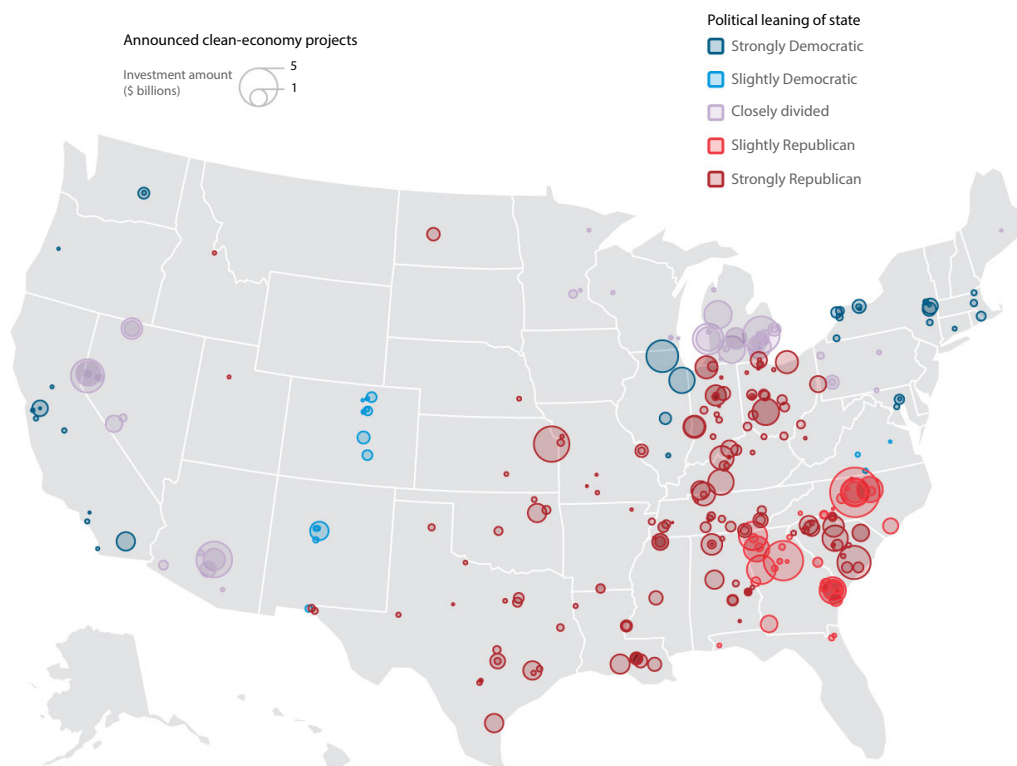 Announced clean-economy projects
Investment amount
($ billions)
5
1
Political leaning of state
Strongly Democratic
Slightly Democratic
Closely divided
Slightly Republican
Strongly Republican